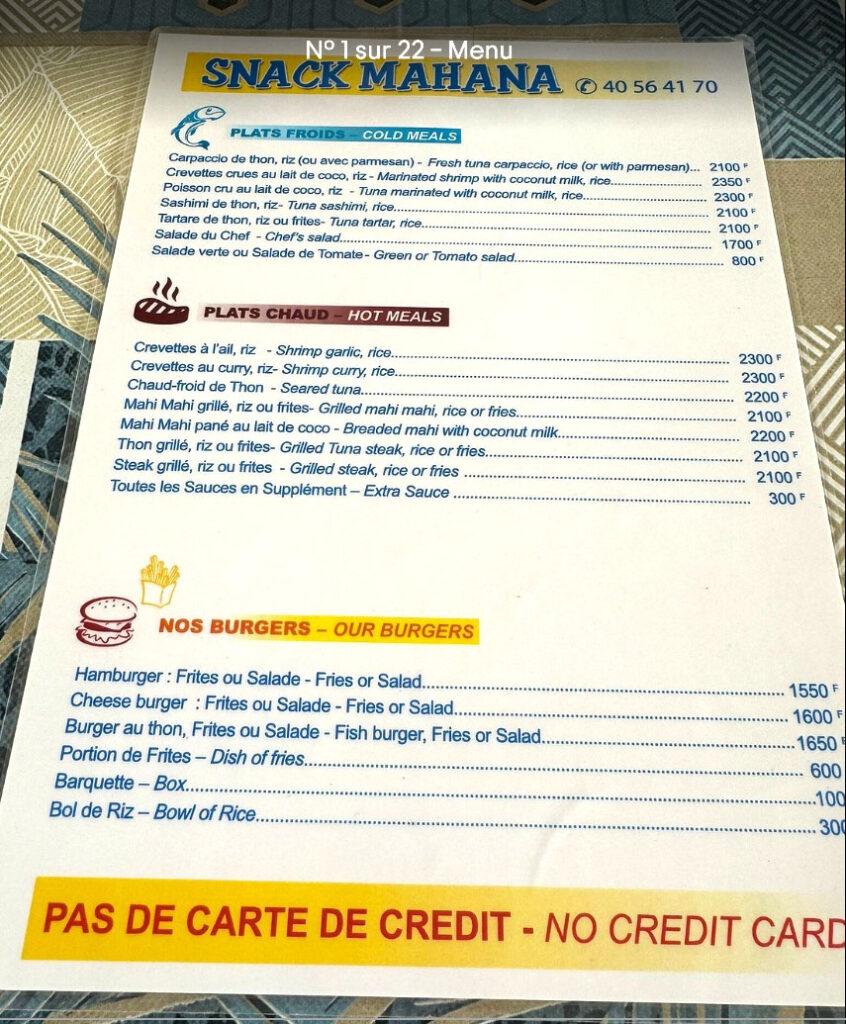 N° 1 sur 22 – Menu
SNACK MAHANA ✆ 40 56 41 70
PLATS FROIDS – COLD MEALS
Carpaccio de thon, riz (ou avec parmesan) - Fresh tuna carpaccio, rice (or with parmesan)... 2100 F
Crevettes crues au lait de coco, riz - Marinated shrimp with coconut milk, rice............ 2350 F
Poisson cru au lait de coco, riz - Tuna marinated with coconut milk, rice............ 2300 F
Sashimi de thon, riz- Tuna sashimi, rice............ 2100 F
Tartare de thon, riz ou frites- Tuna tartar, rice............ 2100 F
Salade du Chef - Chef's salad............ 1700 F
Salade verte ou Salade de Tomate - Green or Tomato salad............ 800 F
PLATS CHAUD – HOT MEALS
Crevettes à l'ail, riz - Shrimp garlic, rice............ 2300 F
Crevettes au curry, riz- Shrimp curry, rice............ 2300 F
Chaud-froid de Thon - Seared tuna............ 2200 F
Mahi Mahi grillé, riz ou frites- Grilled mahi mahi, rice or fries............ 2100 F
Mahi Mahi pané au lait de coco - Breaded mahi with coconut milk............ 2200 F
Thon grillé, riz ou frites- Grilled Tuna steak, rice or fries............ 2100 F
Steak grillé, riz ou frites - Grilled steak, rice or fries ............ 2100 F
Toutes les Sauces en Supplément – Extra Sauce ............ 300 F
NOS BURGERS – OUR BURGERS
Hamburger : Frites ou Salade - Fries or Salad............ 1550 F
Cheese burger : Frites ou Salade - Fries or Salad............ 1600 F
Burger au thon, Frites ou Salade - Fish burger, Fries or Salad............ 1650 F
Portion de Frites – Dish of fries............ 600
Barquette – Box............ 100
Bol de Riz – Bowl of Rice............ 300
PAS DE CARTE DE CREDIT - NO CREDIT CARD